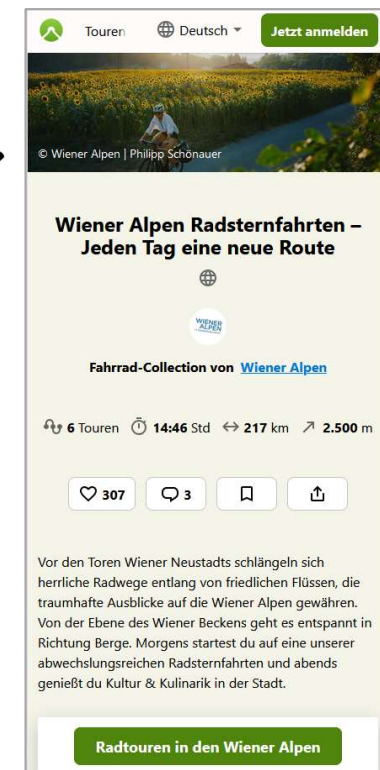 Touren
Deutsch
Jetzt anmelden
© Wiener Alpen | Philipp Schönauer
Wiener Alpen Radsternfahrten –
Jeden Tag eine neue Route
WIENER
ALPEN
Fahrrad-Collection von Wiener Alpen
6 Touren 14:46 Std 217 km 2.500 m
307 3
Vor den Toren Wiener Neustadts schlängeln sich
herrliche Radwege entlang von friedlichen Flüssen, die
traumhafte Ausblicke auf die Wiener Alpen gewähren.
Von der Ebene des Wiener Beckens geht es entspannt in
Richtung Berge. Morgens startest du auf eine unserer
abwechslungsreichen Radsternfahrten und abends
genießt du Kultur & Kulinarik in der Stadt.
Radtouren in den Wiener Alpen